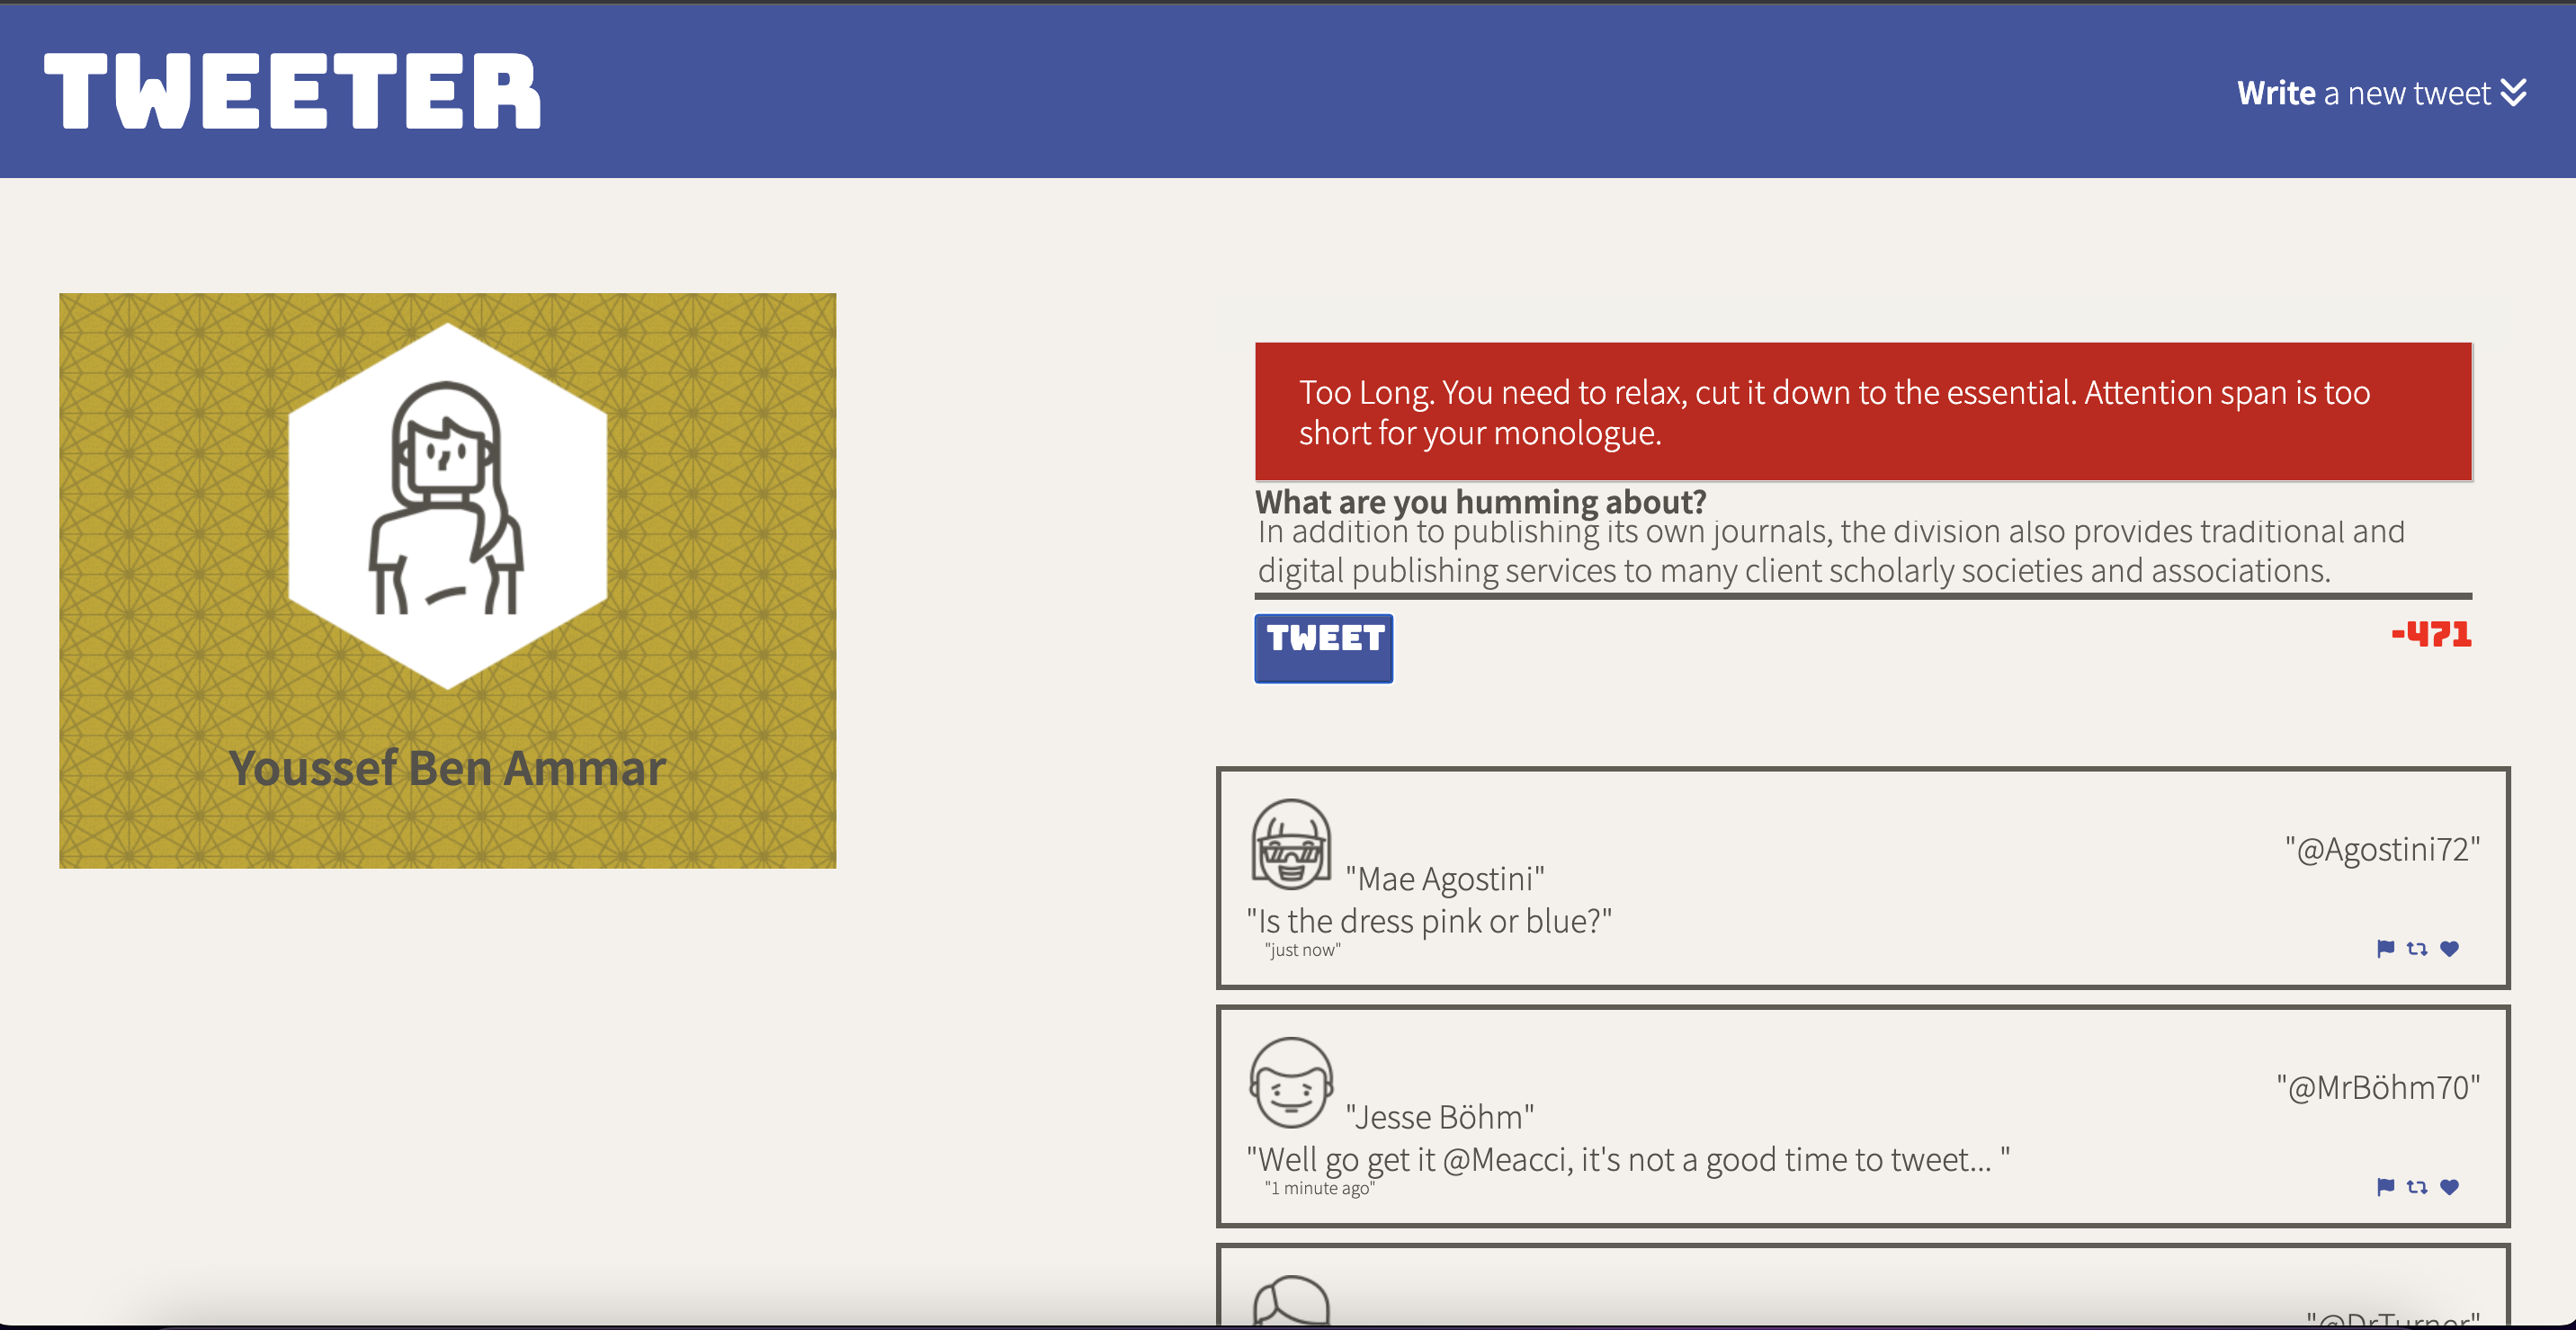 TWEETER
Write a new tweet
Youssef Ben Ammar
Too Long. You need to relax, cut it down to the essential. Attention span is too
short for your monologue.
What are you humming about?
In addition to publishing its own journals, the division also provides traditional and
digital publishing services to many client scholarly societies and associations.
TWEET
-471
"@Agostini72"
"Mae Agostini"
"Is the dress pink or blue?"
"just now"
"@MrBöhm70"
"Jesse Böhm"
"Well go get it @Meacci, it's not a good time to tweet... "
"1 minute ago"
"@DrTurner"